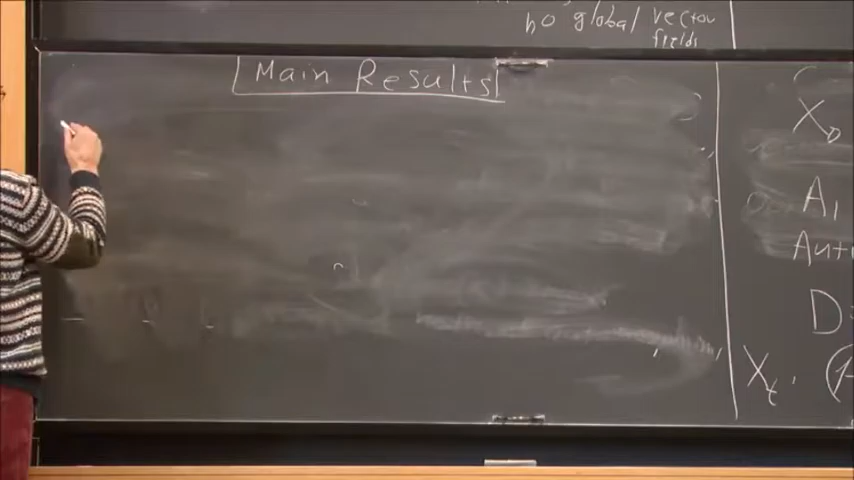 no global vector
fields
Main Results
X₀
A₁
Aut
D
Xₜ